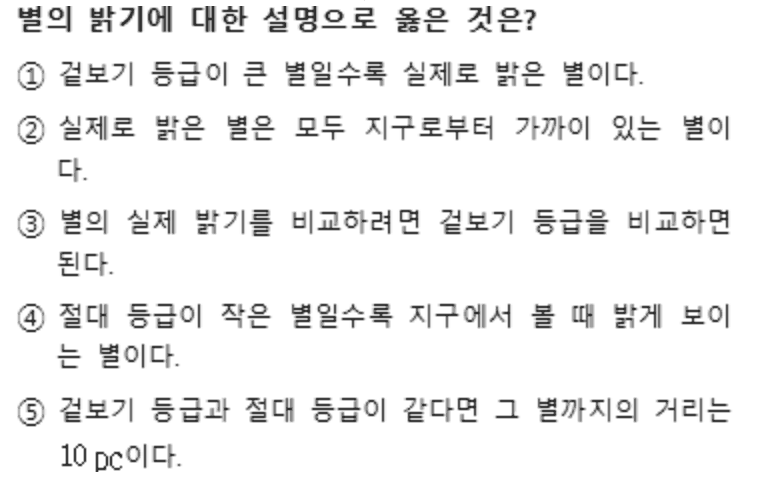 별의 밝기에 대한 설명으로 옳은 것은?
① 겉보기 등급이 큰 별일수록 실제로 밝은 별이다.
② 실제로 밝은 별은 모두 지구로부터 가까이 있는 별이
다.
③ 별의 실제 밝기를 비교하려면 겉보기 등급을 비교하면
된다.
④ 절대 등급이 작은 별일수록 지구에서 볼 때 밝게 보이
는 별이다.
⑤ 겉보기 등급과 절대 등급이 같다면 그 별까지의 거리는
10 pc이다.